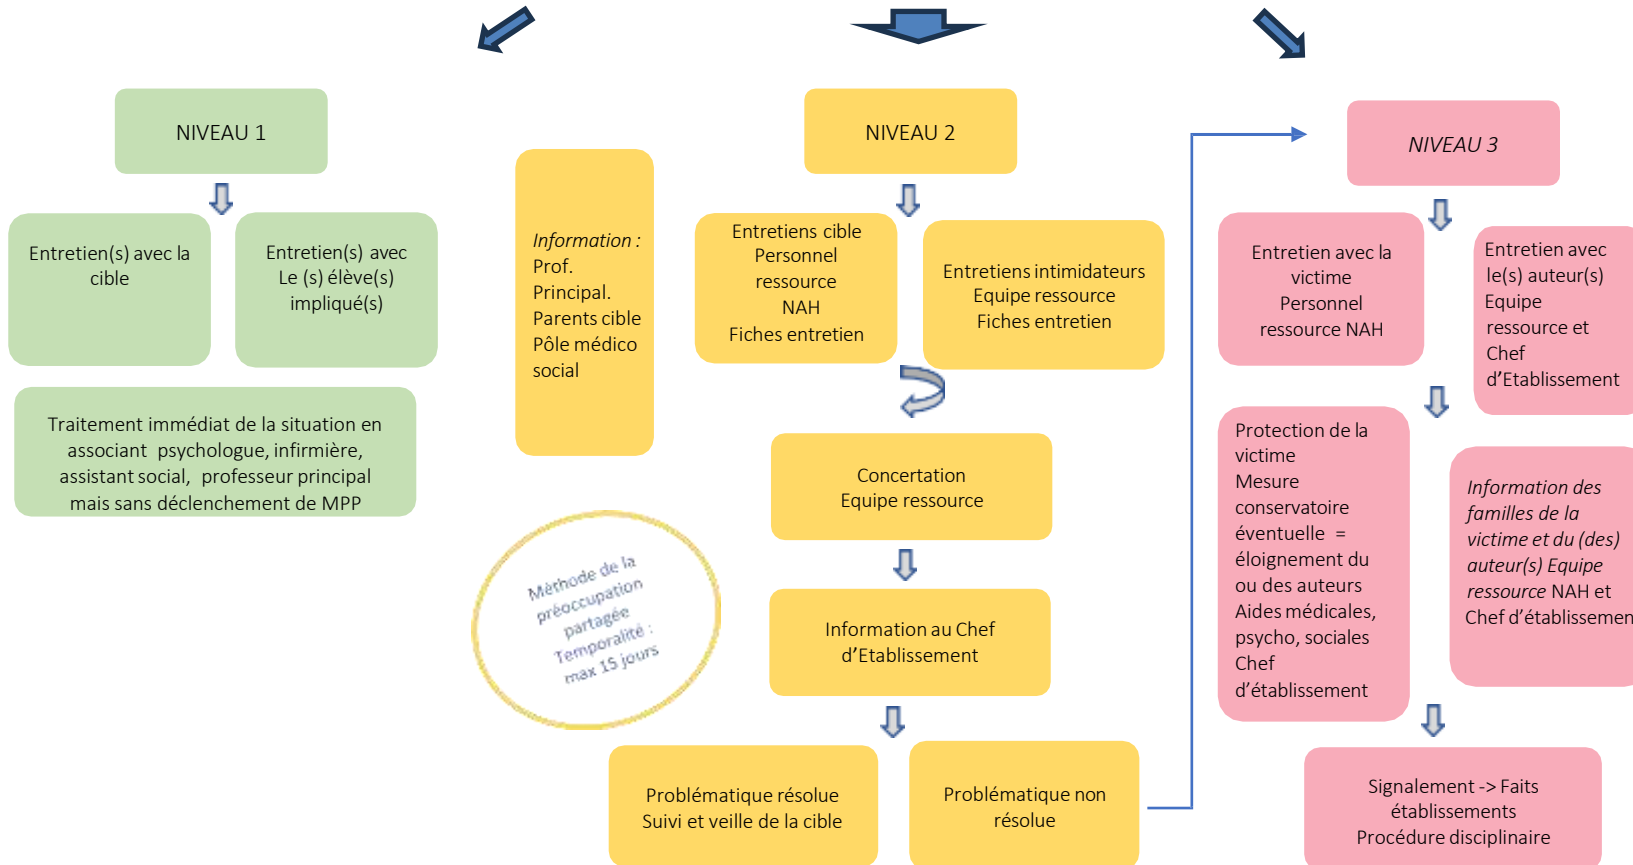 NIVEAU 1
Entretien(s) avec la
cible
Entretien(s) avec
Le (s) élève(s)
impliqué(s)
Traitement immédiat de la situation en
associant psychologue, infirmière,
assistant social, professeur principal
mais sans déclenchement de MPP
Information :
Prof.
Principal.
Parents cible
Pôle médico
social
Méthode de la
préoccupation
partagée
Temporalité :
max 15 jours
NIVEAU 2
Entretiens cible
Personnel
ressource
NAH
Fiches entretien
Entretiens intimidateurs
Equipe ressource
Fiches entretien
Concertation
Equipe ressource
Information au Chef
d'Etablissement
Problématique résolue
Suivi et veille de la cible
Problématique non
résolue
NIVEAU 3
Entretien avec la
victime
Personnel
ressource NAH
Entretien avec
le(s) auteur(s)
Equipe
ressource et
Chef
d'Etablissement
Protection de la
victime
Mesure
conservatoire
éventuelle =
éloignement du
ou des auteurs
Aides médicales,
psycho, sociales
Chef
d'établissement
Information des
familles de la
victime et du (des)
auteur(s) Equipe
ressource NAH et
Chef d'établissemen
Signalement -> Faits
établissements
Procédure disciplinaire